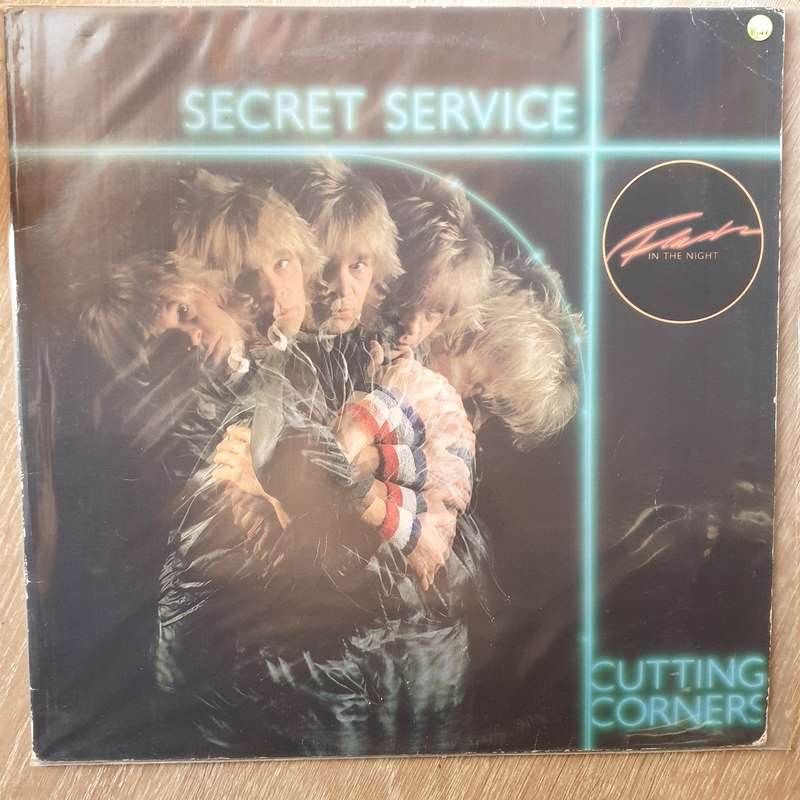 SECRET SERVICE
Flash
IN THE NIGHT
CUTTING
CORNERS